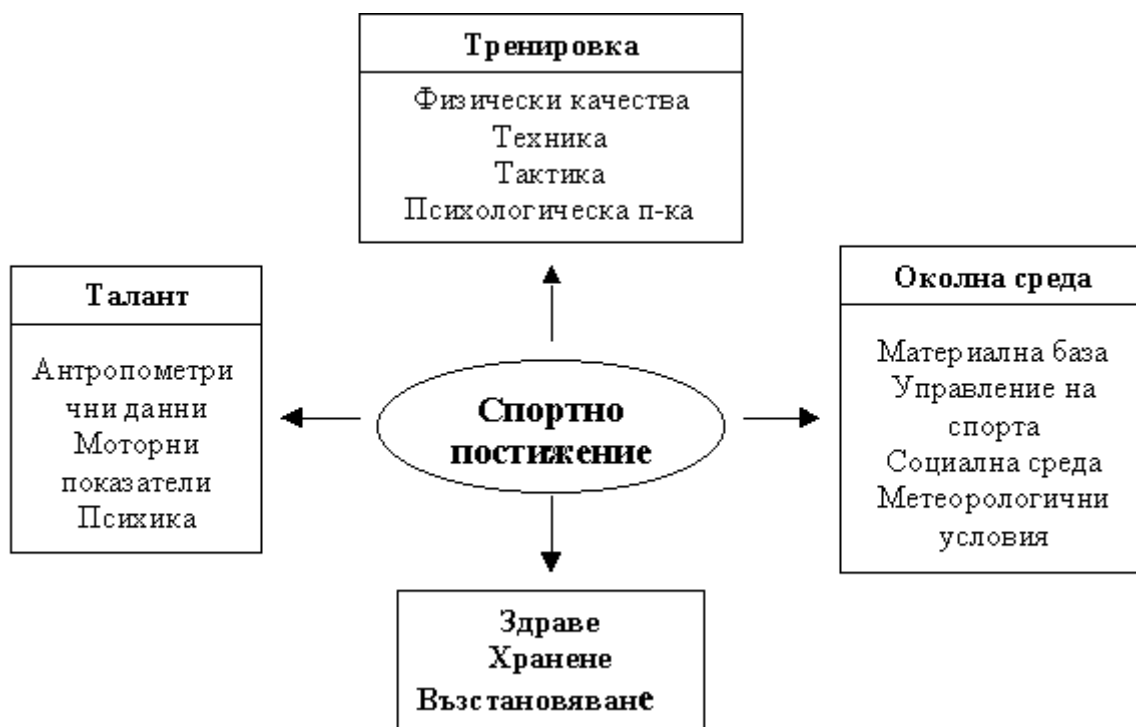 Тренировка
Физически качества
Техника
Тактика
Психологическа п-ка
Талант
Антропометри
чни данни
Моторни
показатели
Психика
Спортно
постижение
Околна среда
Материална база
Управление на
спорта
Социална среда
Метеорологични
условия
Здраве
Хранене
Възстановяване